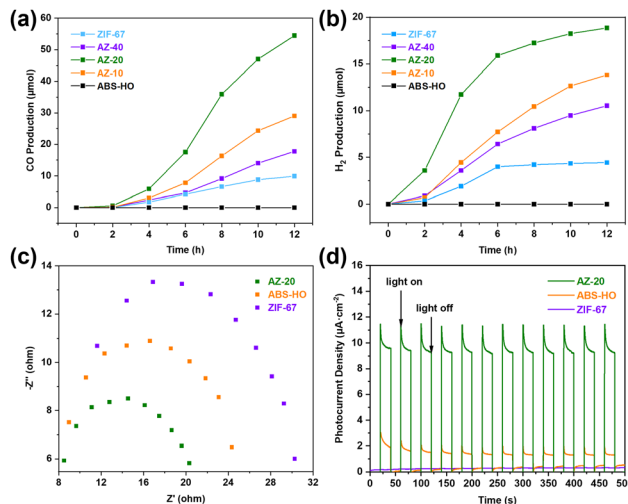 (a)
CO Production (μmol)
60
50
40
30
20
10
0
ZIF-67
AZ-40
AZ-20
AZ-10
ABS-HO
0 2 4 6 8 10 12
Time (h)
(b)
H2 Production (μmol)
20
15
10
5
0
ZIF-67
AZ-40
AZ-20
AZ-10
ABS-HO
0 2 4 6 8 10 12
Time (h)
(c)
-Z'' (ohm)
14
12
10
8
6
AZ-20
ABS-HO
ZIF-67
8 12 16 20 24 28 32
Z' (ohm)
(d)
Photocurrent Density (μA·cm-2)
16
14
12
10
8
6
4
2
0
light on
light off
AZ-20
ABS-HO
ZIF-67
0 50 100 150 200 250 300 350 400 450 500
Time (s)